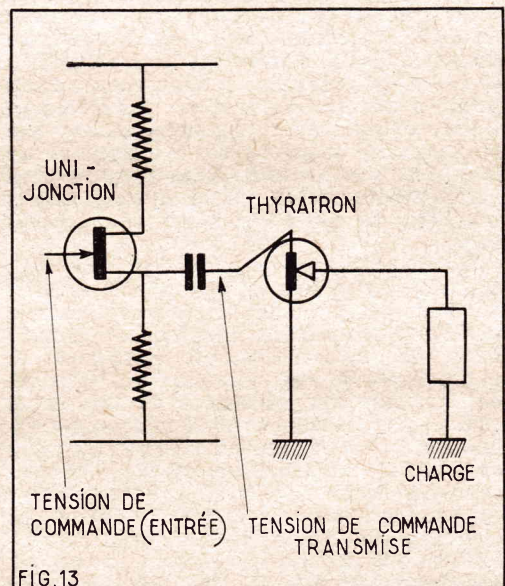 UNI-
JONCTION
THYRATRON
CHARGE
TENSION DE
COMMANDE (ENTRÉE)
TENSION DE COMMANDE
TRANSMISE
FIG.13